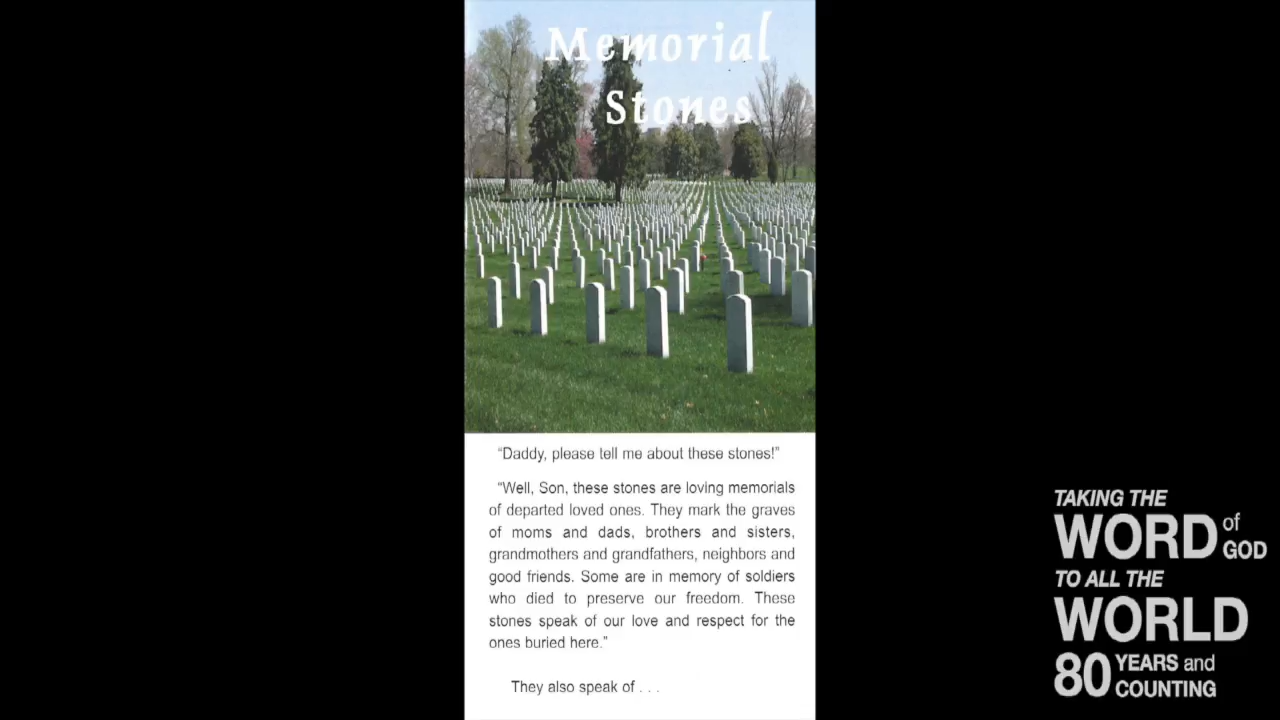 Memorial
Stones
“Daddy, please tell me about these stones!”
“Well, Son, these stones are loving memorials
of departed loved ones. They mark the graves
of moms and dads, brothers and sisters,
grandmothers and grandfathers, neighbors and
good friends. Some are in memory of soldiers
who died to preserve our freedom. These
stones speak of our love and respect for the
ones buried here.”
They also speak of . . .
TAKING THE
WORD of GOD
TO ALL THE
WORLD
80 YEARS and
COUNTING